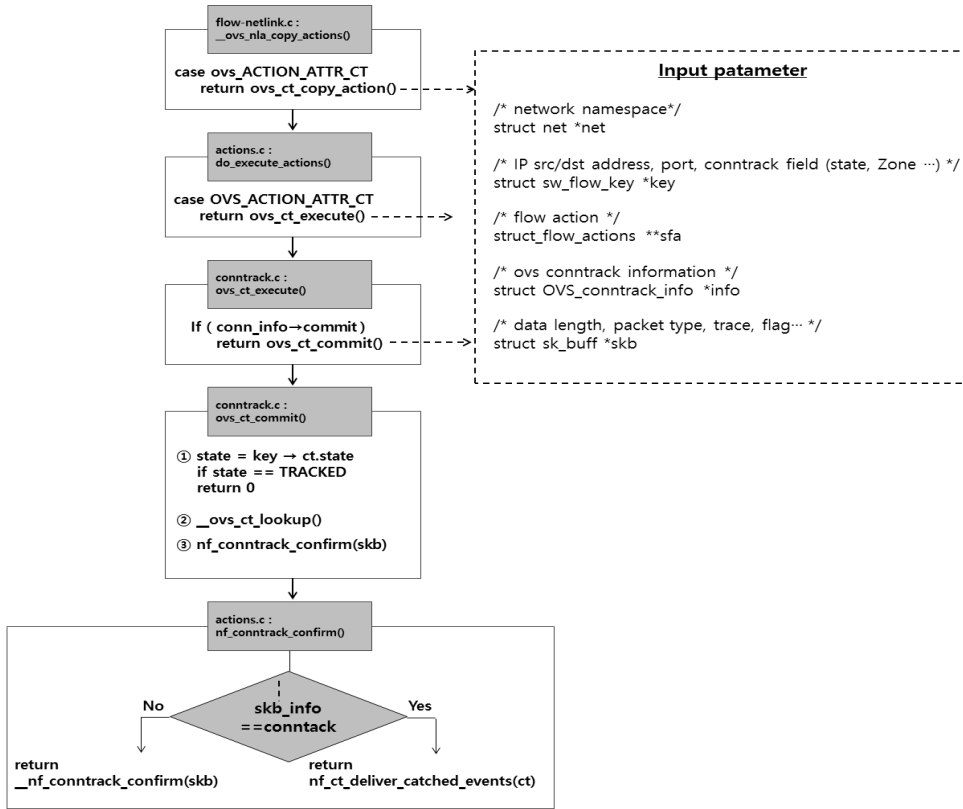 flow-netlink.c :
__ovs_nla_copy_actions()
case ovs_ACTION_ATTR_CT
return ovs_ct_copy_action()
actions.c :
do_execute_actions()
case OVS_ACTION_ATTR_CT
return ovs_ct_execute()
conntrack.c :
ovs_ct_execute()
If ( conn_info→commit )
return ovs_ct_commit()
conntrack.c :
ovs_ct_commit()
① state = key → ct.state
if state == TRACKED
return 0
② __ovs_ct_lookup()
③ nf_conntrack_confirm(skb)
actions.c :
nf_conntrack_confirm()
skb_info
==conntack
No
Yes
return
__nf_conntrack_confirm(skb)
return
nf_ct_deliver_catched_events(ct)
Input patameter
/* network namespace*/
struct net *net
/* IP src/dst address, port, conntrack field (state, Zone ···) */
struct sw_flow_key *key
/* flow action */
struct_flow_actions **sfa
/* ovs conntrack information */
struct OVS_conntrack_info *info
/* data length, packet type, trace, flag··· */
struct sk_buff *skb